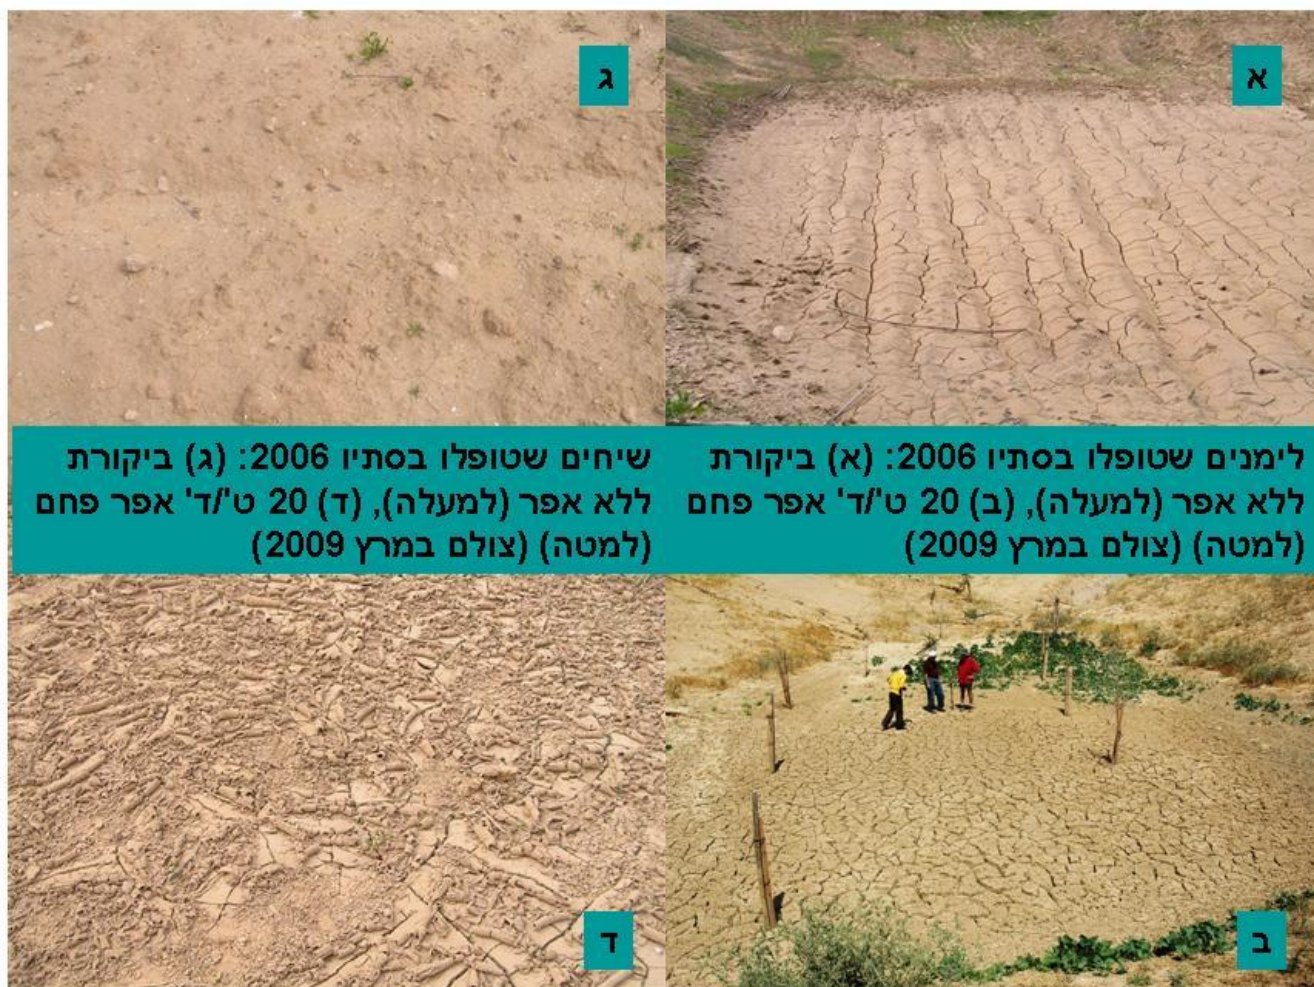 א
ג
לימנים שטופלו בסתיו 2006: (א) ביקורת
ללא אפר (למעלה), (ב) 20 ט'/ד' אפר פחם
(למטה) (צולם במרץ 2009)
שיחים שטופלו בסתיו 2006: (ג) ביקורת
ללא אפר (למעלה), (ד) 20 ט'/ד' אפר פחם
(למטה) (צולם במרץ 2009)
ב
ד